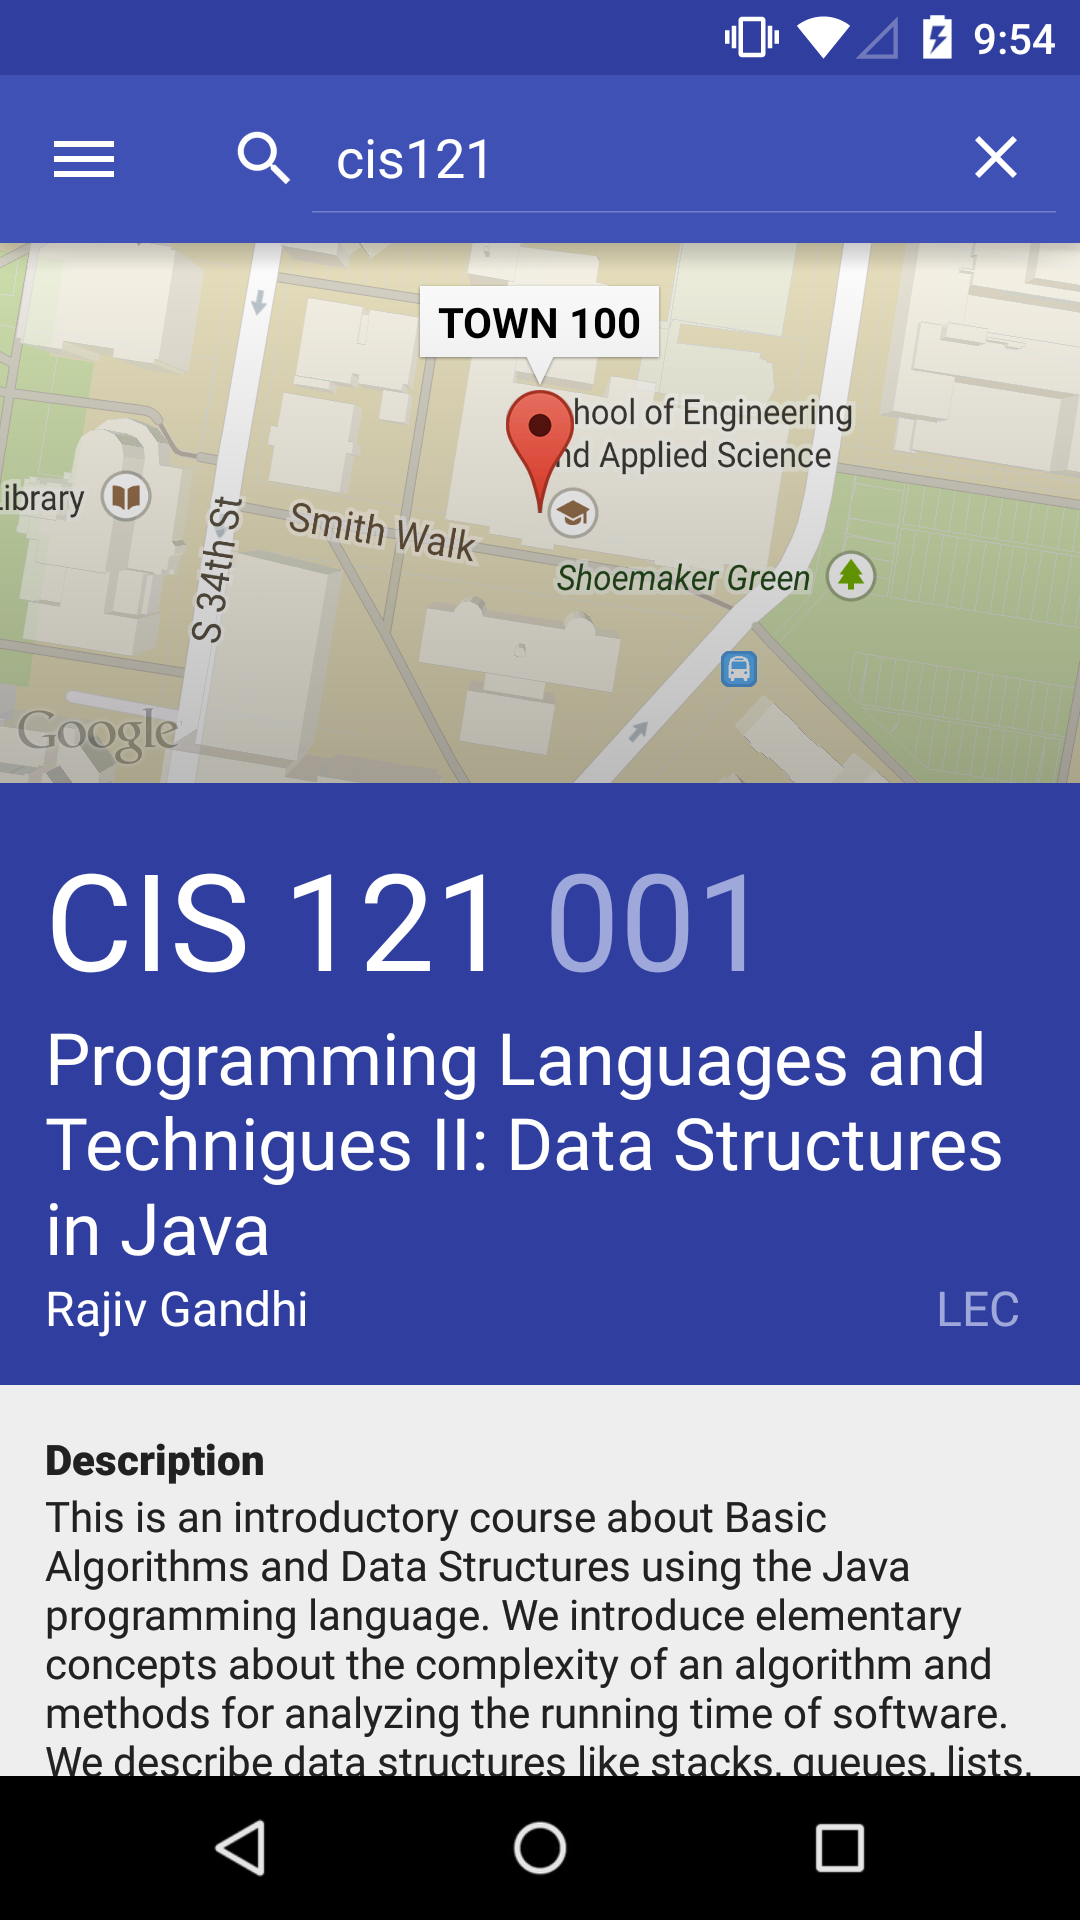 9:54
cis121
TOWN 100
hool of Engineering
nd Applied Science
ibrary
S 34th St
Smith Walk
Shoemaker Green
Google
CIS 121 001
Programming Languages and
Technigues II: Data Structures
in Java
Rajiv Gandhi LEC
Description
This is an introductory course about Basic
Algorithms and Data Structures using the Java
programming language. We introduce elementary
concepts about the complexity of an algorithm and
methods for analyzing the running time of software.
We describe data structures like stacks, queues, lists,